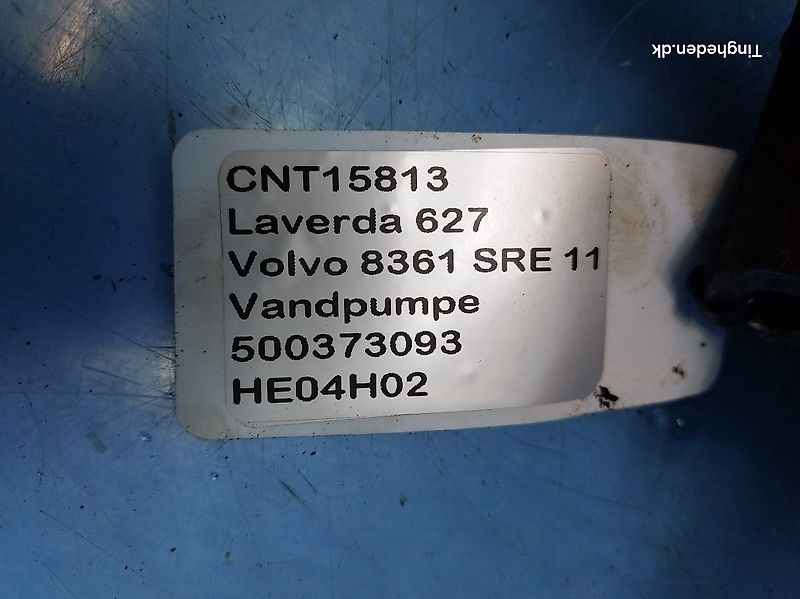 Tingheden.dk
CNT15813
Laverda 627
Volvo 8361 SRE 11
Vandpumpe
500373093
HE04H02